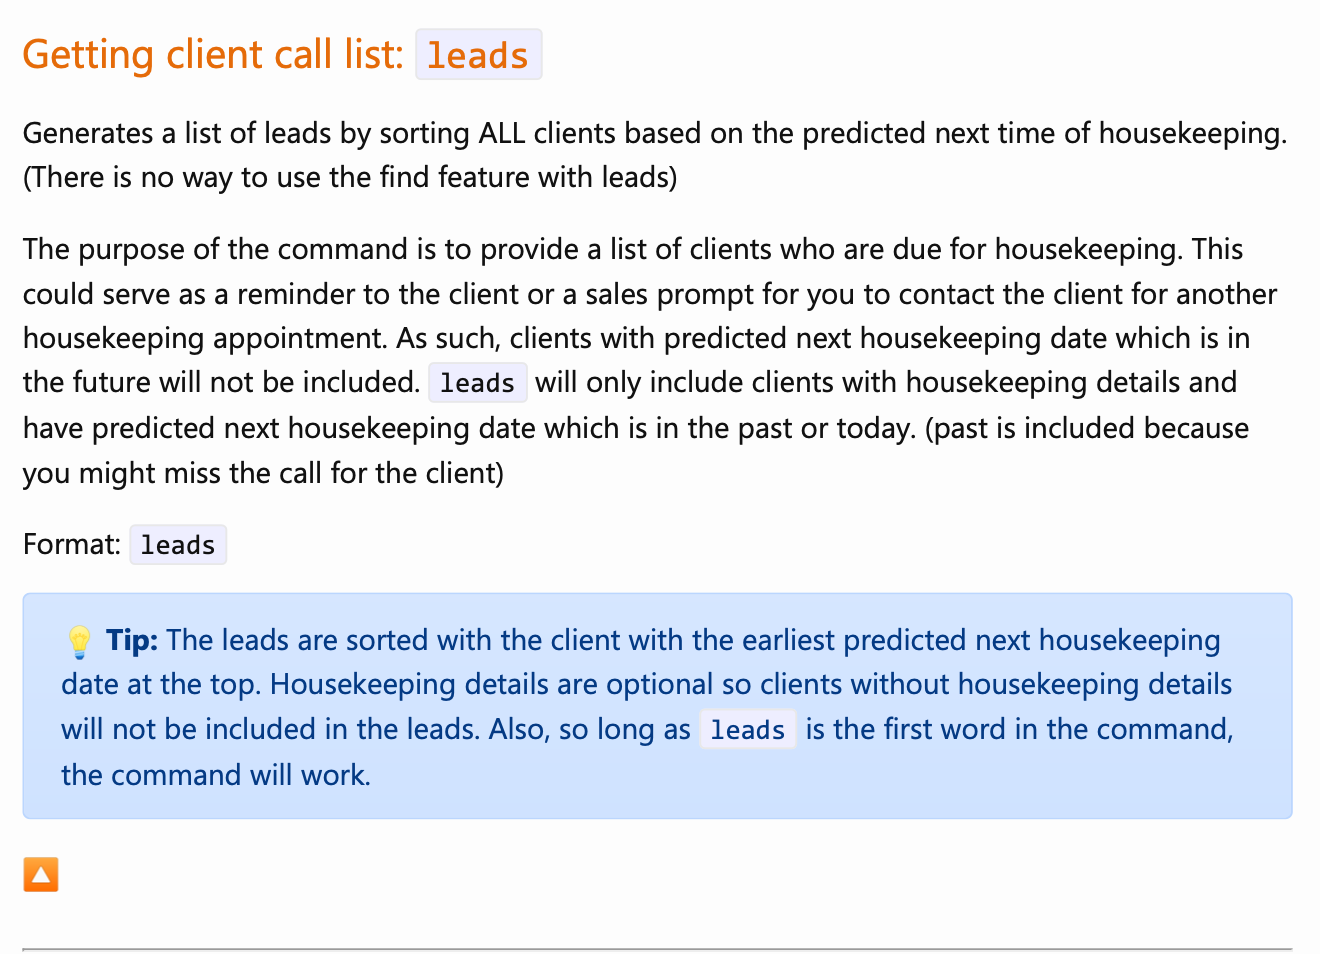 Getting client call list: leads
Generates a list of leads by sorting ALL clients based on the predicted next time of housekeeping.
(There is no way to use the find feature with leads)
The purpose of the command is to provide a list of clients who are due for housekeeping. This
could serve as a reminder to the client or a sales prompt for you to contact the client for another
housekeeping appointment. As such, clients with predicted next housekeeping date which is in
the future will not be included. leads will only include clients with housekeeping details and
have predicted next housekeeping date which is in the past or today. (past is included because
you might miss the call for the client)
Format: leads
💡 Tip: The leads are sorted with the client with the earliest predicted next housekeeping
date at the top. Housekeeping details are optional so clients without housekeeping details
will not be included in the leads. Also, so long as leads is the first word in the command,
the command will work.